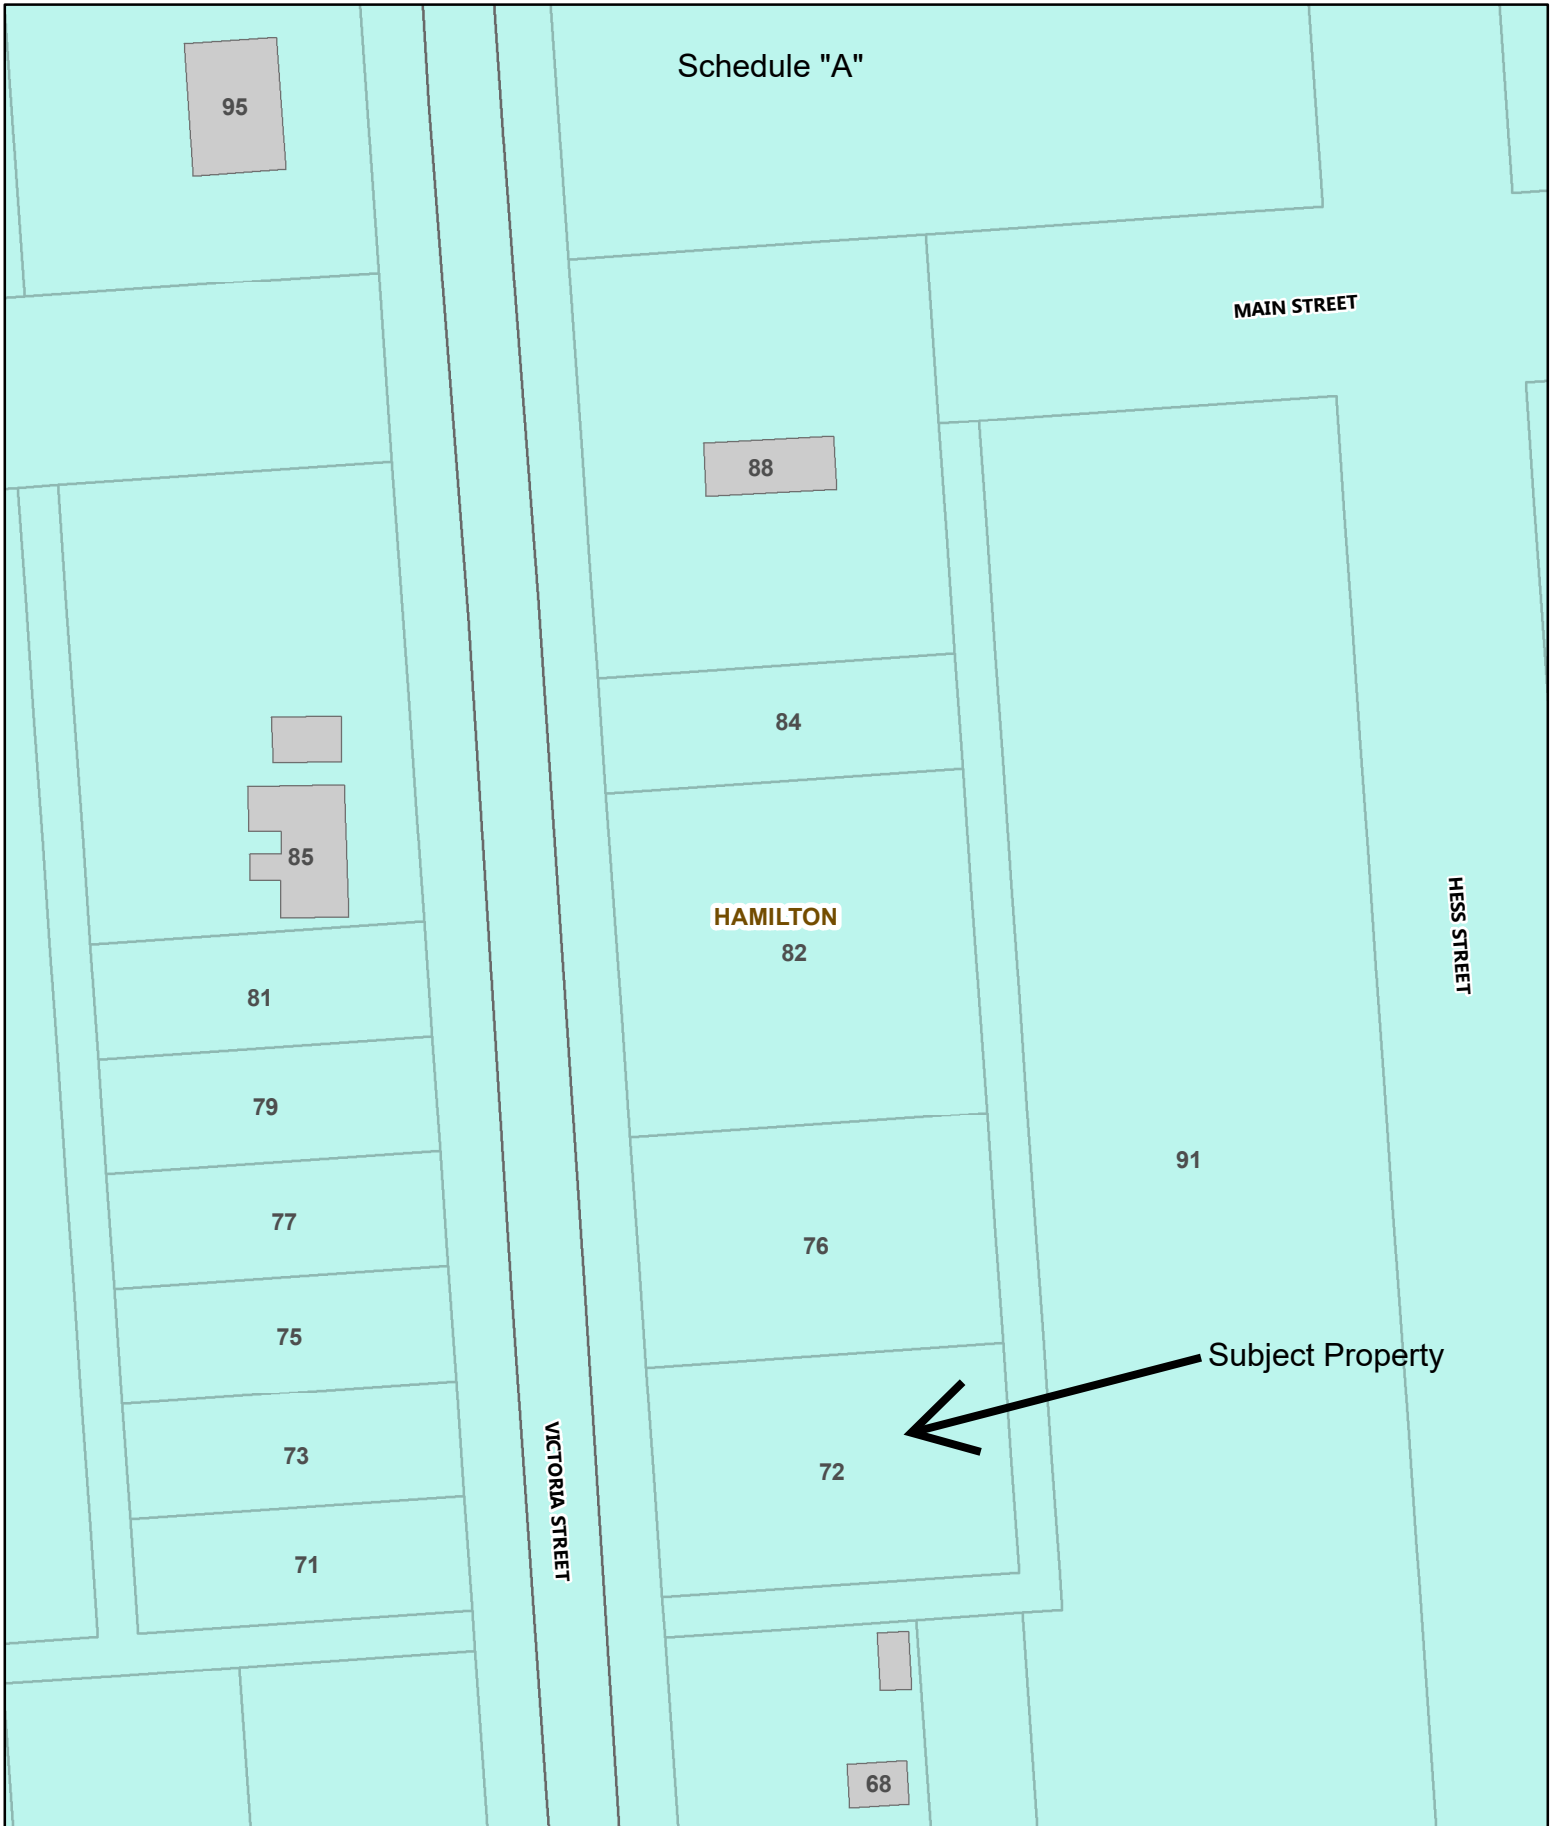 Schedule "A"
95
MAIN STREET
88
84
85
HAMILTON
82
HESS STREET
81
79
91
77
76
75
Subject Property
73
72
VICTORIA STREET
71
68